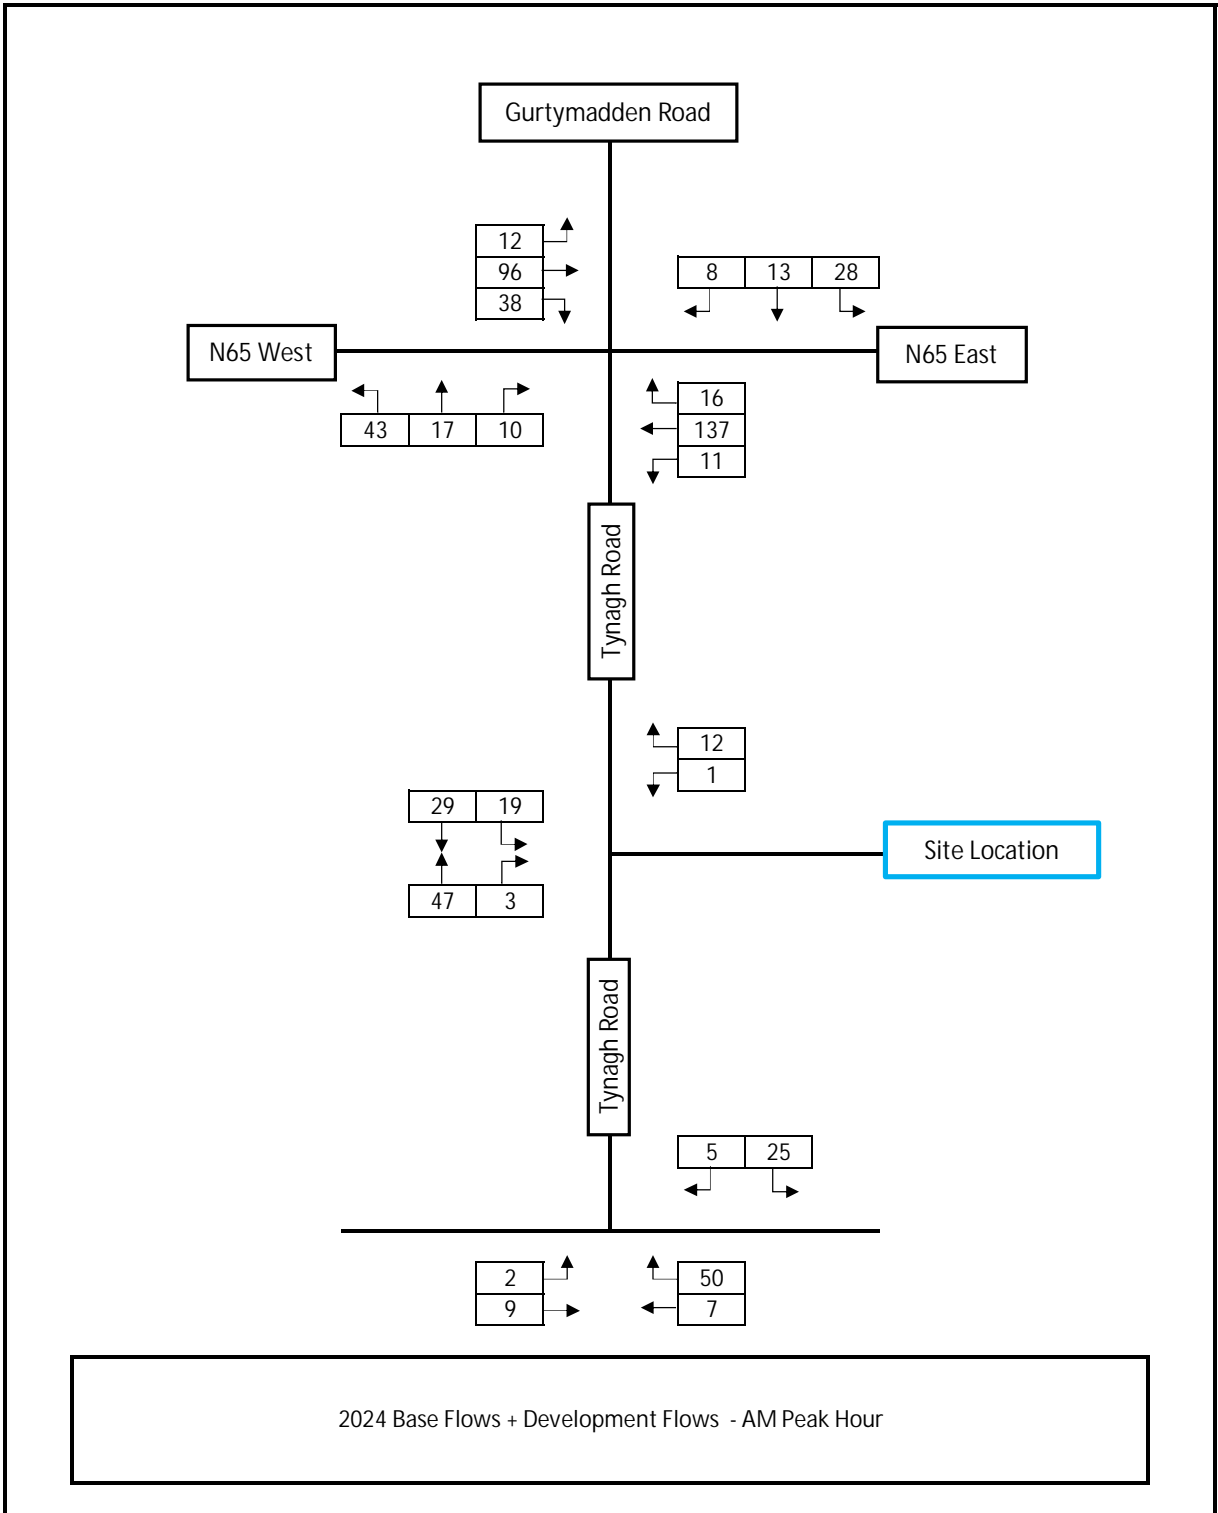 Gurtymadden Road
12
96
38
8 13 28
N65 West
N65 East
43 17 10
16
137
11
Tynagh Road
12
1
29 19
Site Location
47 3
Tynagh Road
5 25
2
9
50
7
2024 Base Flows + Development Flows - AM Peak Hour